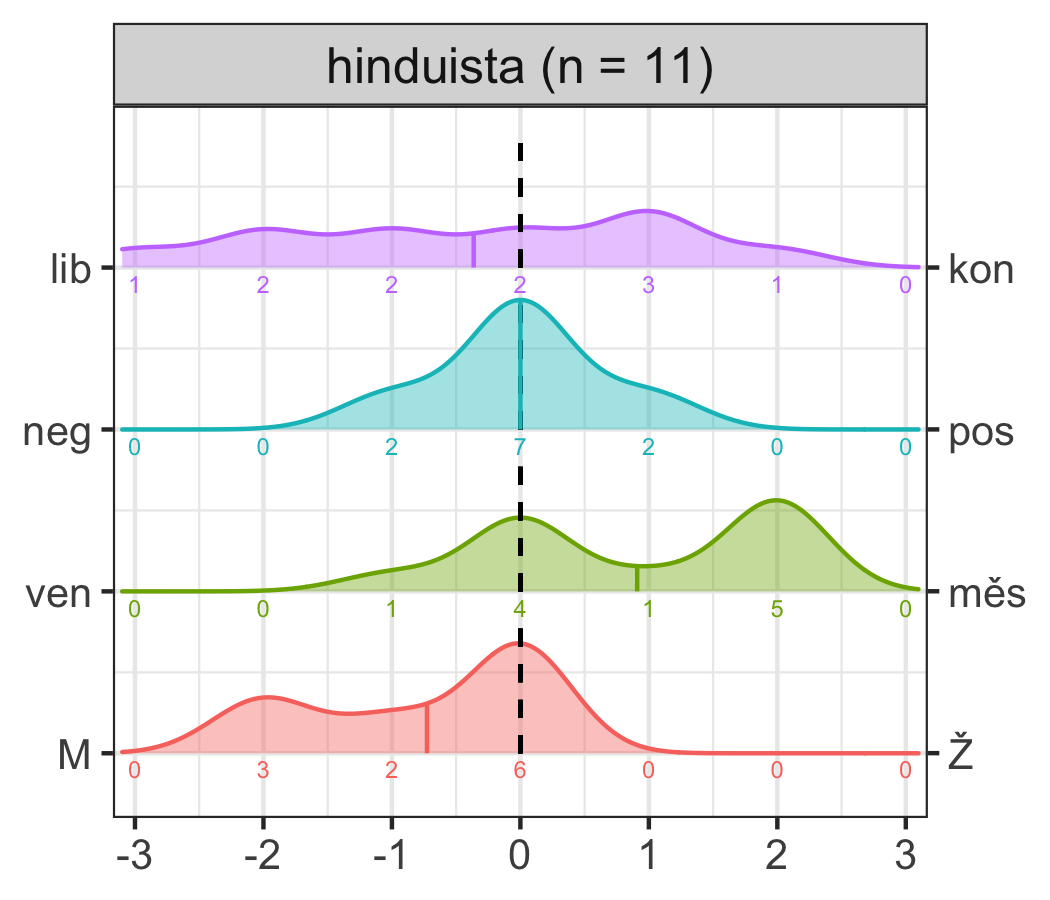 hinduista (n = 11)
lib kon
1 2 2 2 3 1 0
neg pos
0 0 2 7 2 0 0
ven měs
0 0 1 4 1 5 0
M Ž
0 3 2 6 0 0 0
-3 -2 -1 0 1 2 3